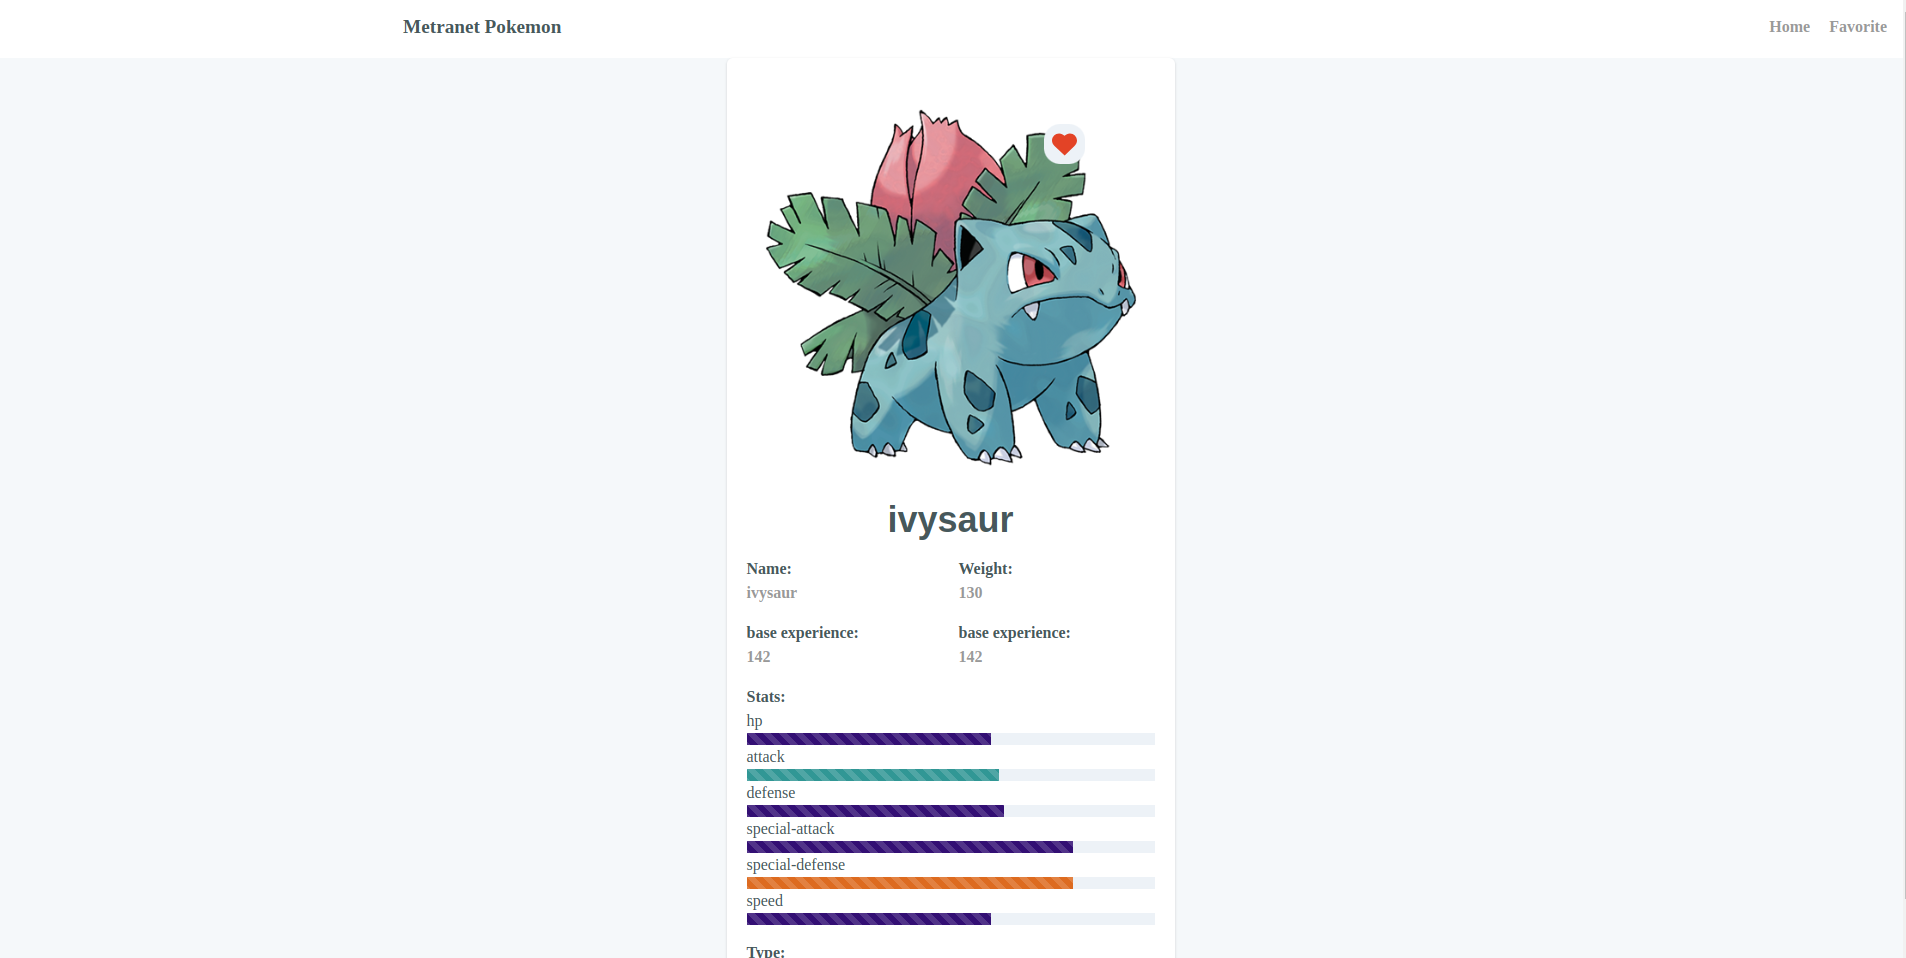 Metranet Pokemon
Home Favorite
ivysaur
Name: Weight:
ivysaur 130
base experience: base experience:
142 142
Stats:
hp
attack
defense
special-attack
special-defense
speed
Type: